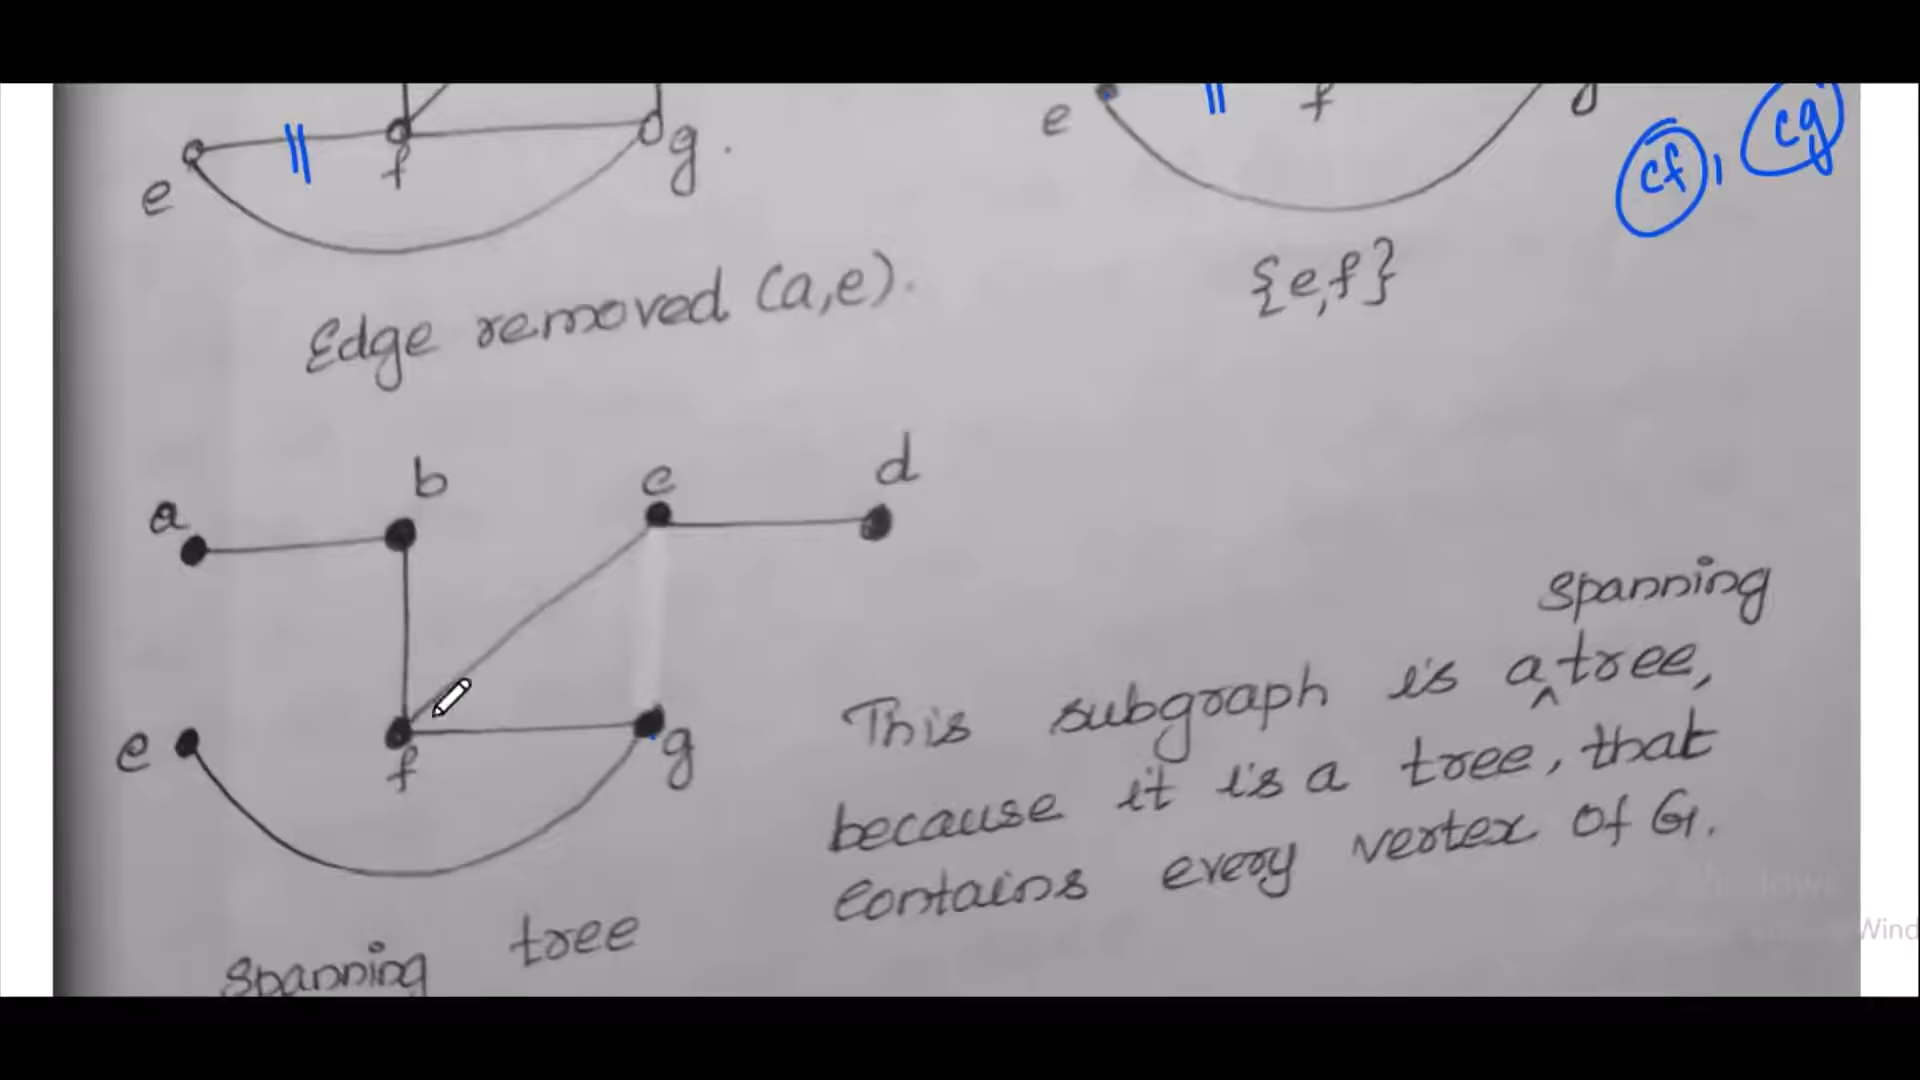 e f g.
e f g
cf, cg
Edge removed (a,e).
{e,f}
a b c d
e f g
spanning
This subgraph is a ^ tree,
because it is a tree, that
contains every vertex of G.
Spanning tree
Wind